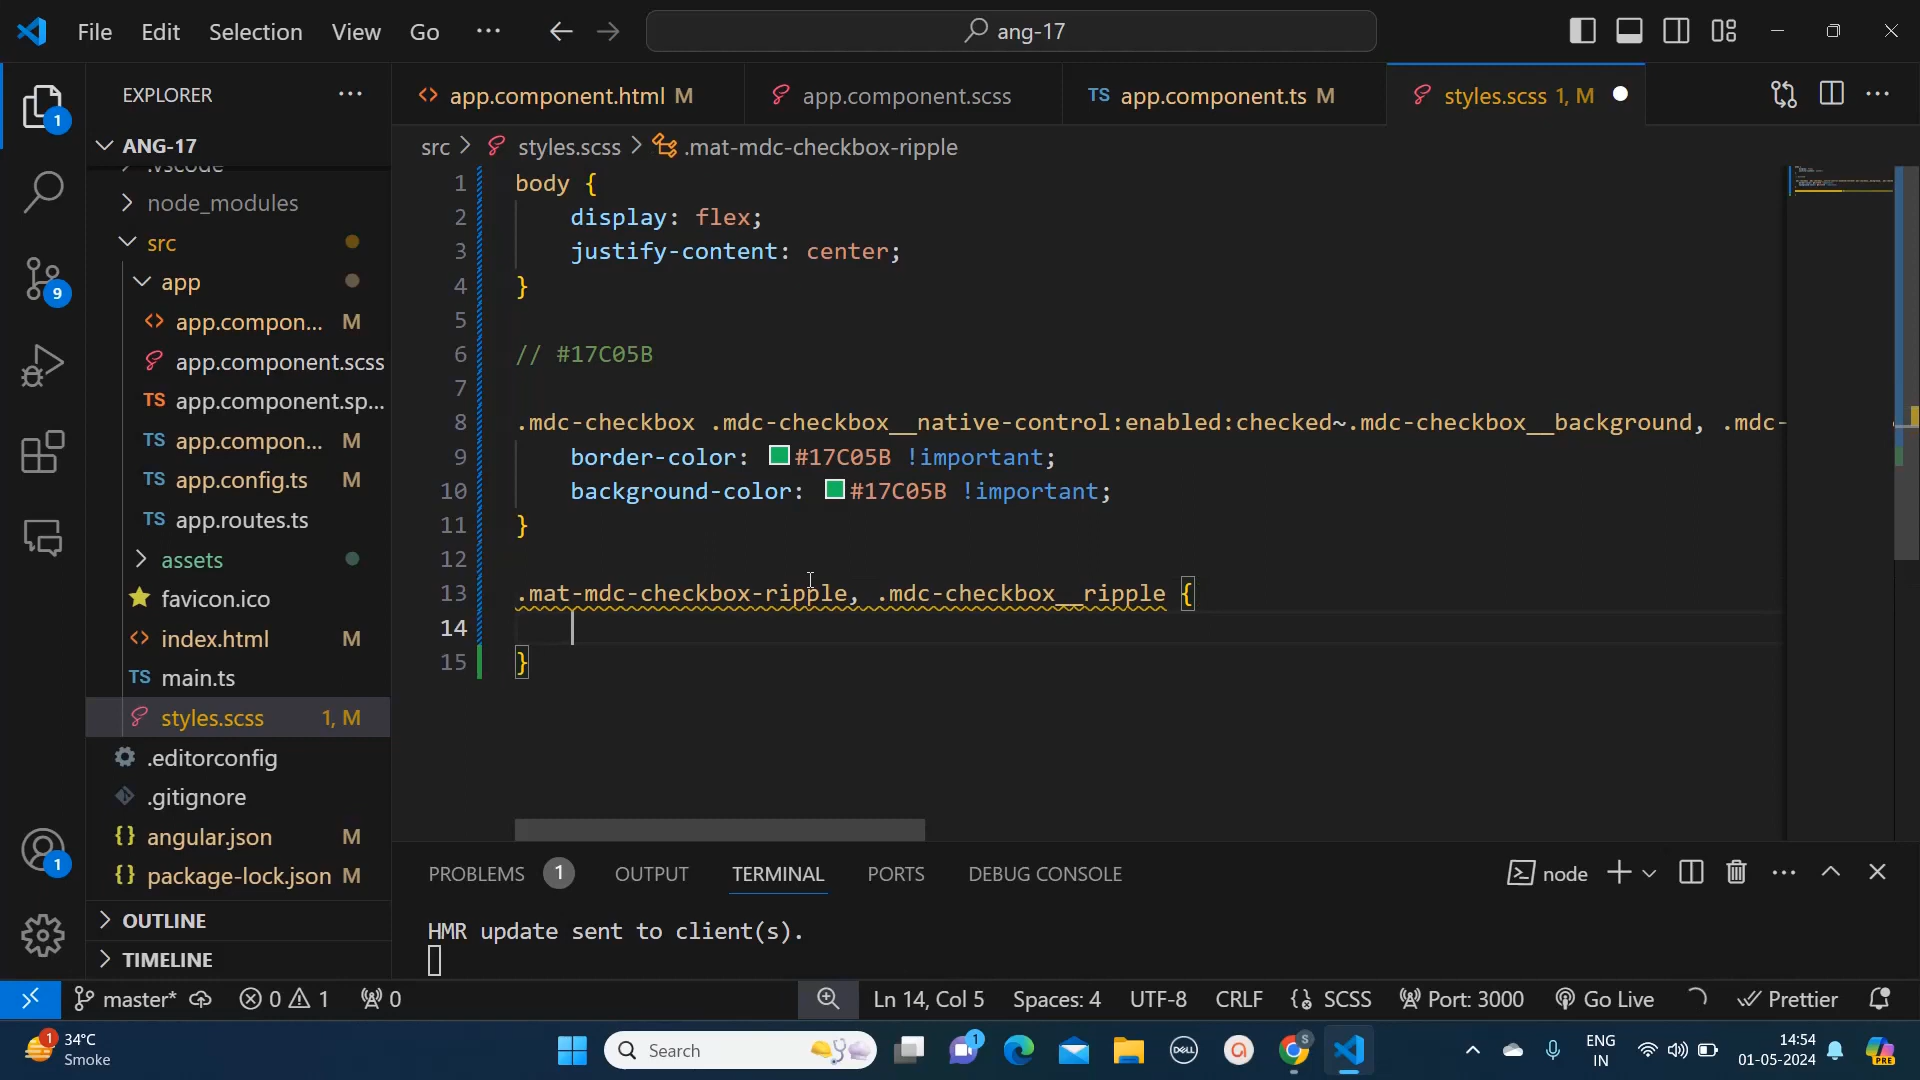 File Edit Selection View Go ··· ang-17
EXPLORER ···
ANG-17
.vscode
node_modules
src
app
app.compon... M
app.component.scss
app.component.sp...
app.compon... M
app.config.ts M
app.routes.ts
assets
favicon.ico
index.html M
main.ts
styles.scss 1, M
.editorconfig
.gitignore
angular.json M
package-lock.json M
OUTLINE
TIMELINE
1
9
1
app.component.html M app.component.scss TS app.component.ts M styles.scss 1, M
src > styles.scss > .mat-mdc-checkbox-ripple
1 body {
2 display: flex;
3 justify-content: center;
4 }
5
6 // #17C05B
7
8 .mdc-checkbox .mdc-checkbox__native-control:enabled:checked~.mdc-checkbox__background, .mdc-
9 border-color: #17C05B !important;
10 background-color: #17C05B !important;
11 }
12
13 .mat-mdc-checkbox-ripple, .mdc-checkbox__ripple {
14
15 }
PROBLEMS 1 OUTPUT TERMINAL PORTS DEBUG CONSOLE node
HMR update sent to client(s).
master* 0 1 0 Ln 14, Col 5 Spaces: 4 UTF-8 CRLF {} SCSS Port: 3000 Go Live Prettier
1 34°C
Smoke
Search
1
DELL
a
S
ENG
IN
14:54
01-05-2024
PRE